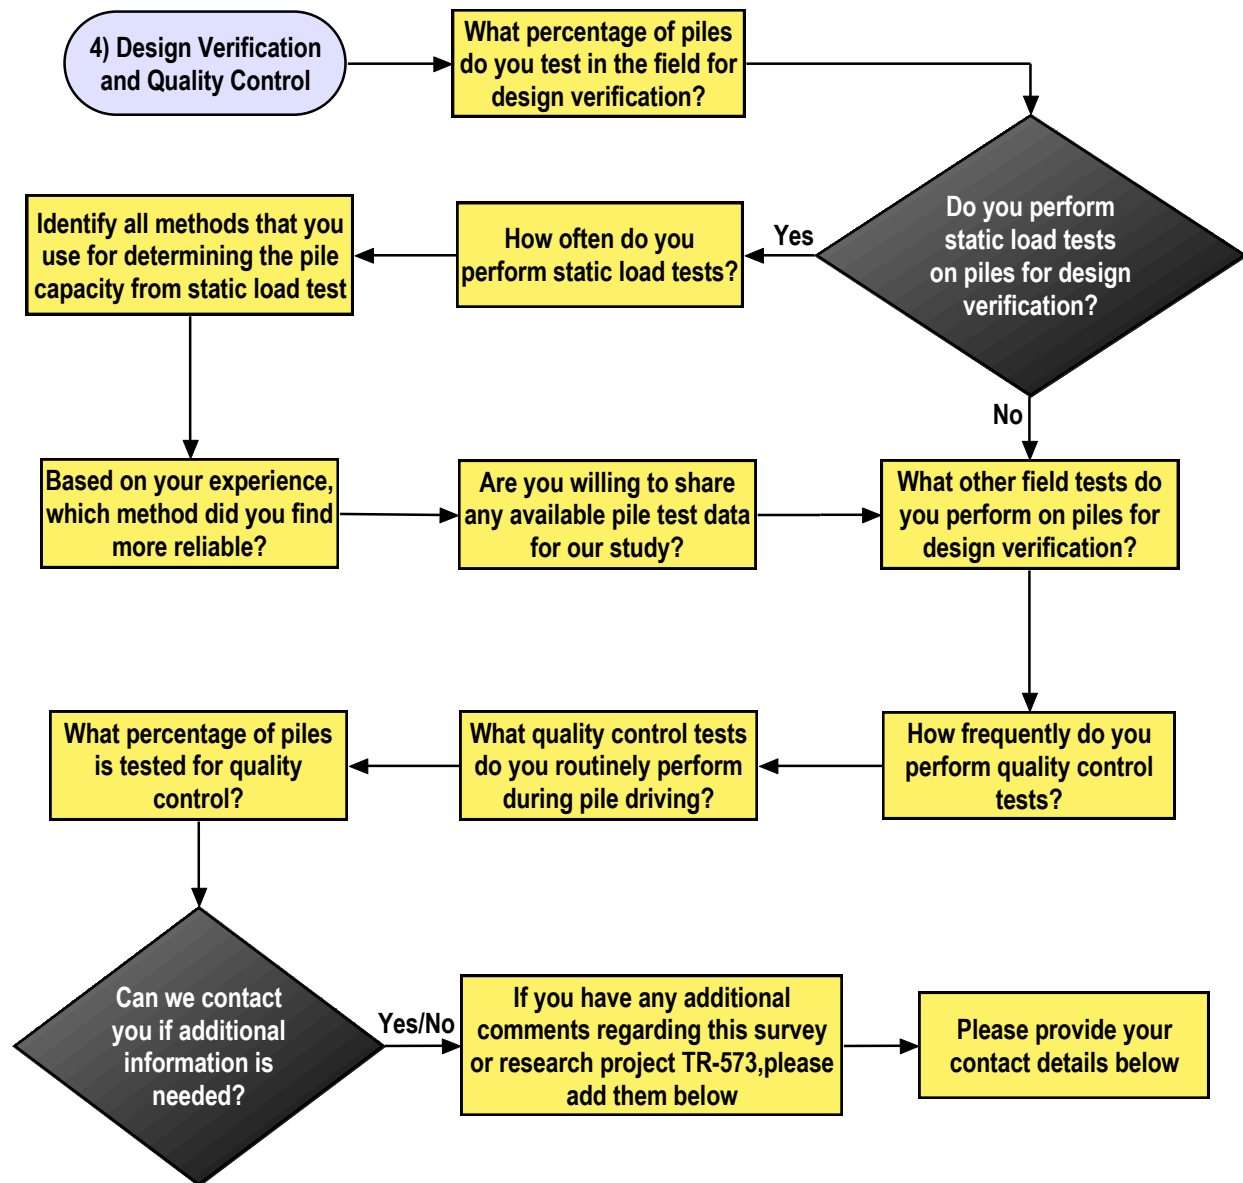 4) Design Verification
and Quality Control
What percentage of piles
do you test in the field for
design verification?
Do you perform
static load tests
on piles for design
verification?
Yes
How often do you
perform static load tests?
Identify all methods that you
use for determining the pile
capacity from static load test
No
Based on your experience,
which method did you find
more reliable?
Are you willing to share
any available pile test data
for our study?
What other field tests do
you perform on piles for
design verification?
How frequently do you
perform quality control
tests?
What quality control tests
do you routinely perform
during pile driving?
What percentage of piles
is tested for quality
control?
Can we contact
you if additional
information is
needed?
Yes/No
If you have any additional
comments regarding this survey
or research project TR-573,please
add them below
Please provide your
contact details below